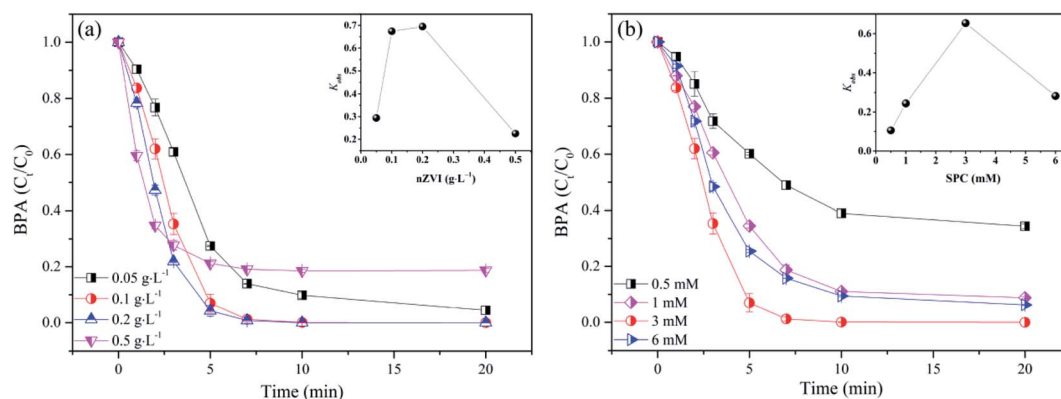 (a)
BPA (Cₜ/C₀)
1.0
0.8
0.6
0.4
0.2
0.0
0
5
10
15
20
Time (min)
0.05 g·L⁻¹
0.1 g·L⁻¹
0.2 g·L⁻¹
0.5 g·L⁻¹
K_obs
0.7
0.6
0.5
0.4
0.3
0.2
0.0
0.1
0.2
0.3
0.4
0.5
nZVI (g·L⁻¹)
(b)
BPA (Cₜ/C₀)
1.0
0.8
0.6
0.4
0.2
0.0
0
5
10
15
20
Time (min)
0.5 mM
1 mM
3 mM
6 mM
K_obs
0.6
0.4
0.2
0.0
0
1
2
3
4
5
6
SPC (mM)